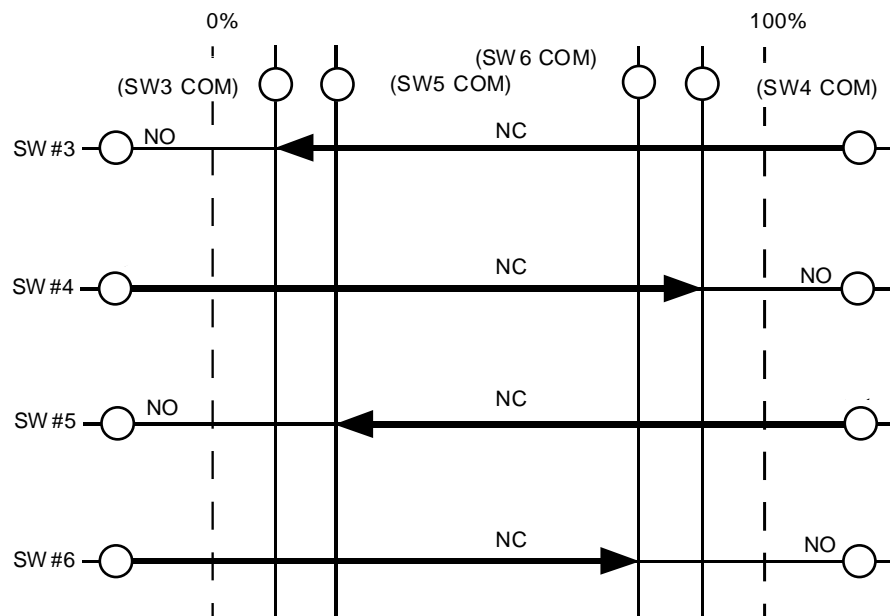 0% 100%
(SW6 COM)
(SW3 COM) (SW5 COM) (SW4 COM)
SW #3 NO NC
SW #4 NC NO
SW #5 NO NC
SW #6 NC NO